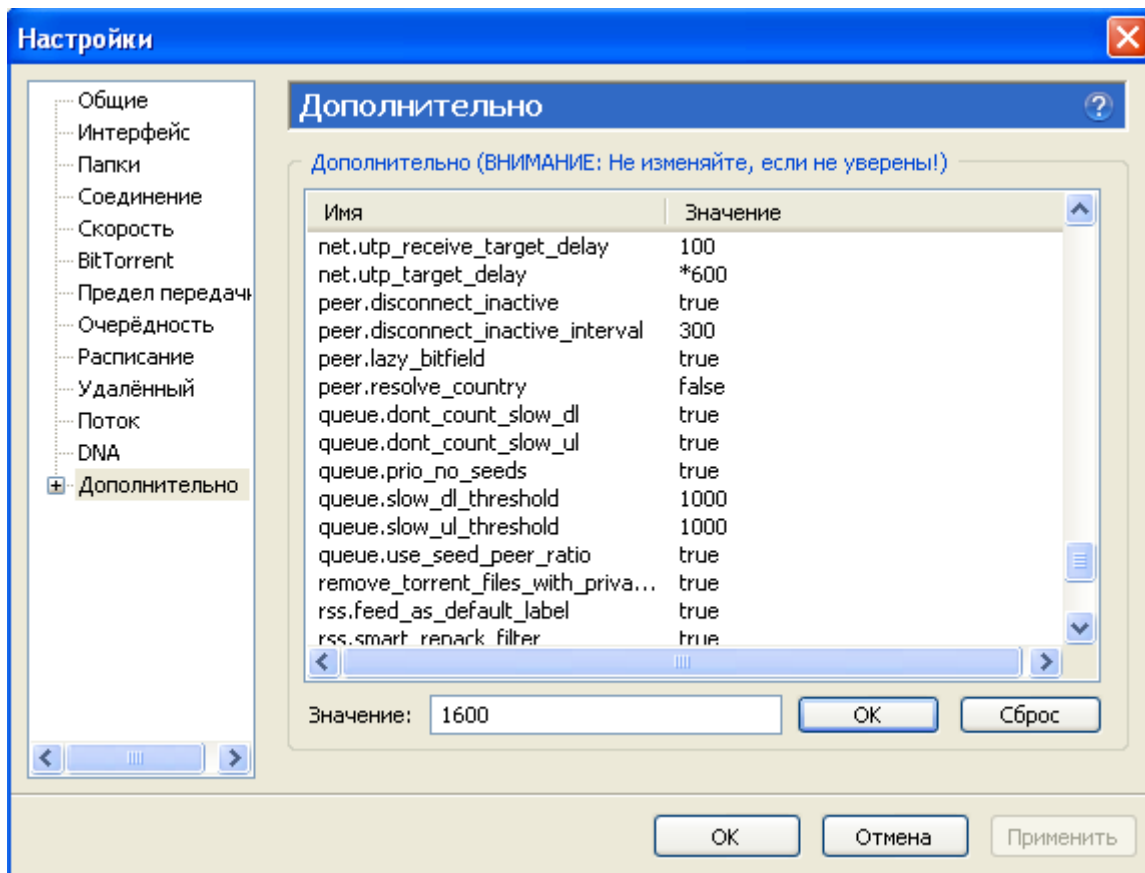 Настройки
Общие
Интерфейс
Папки
Соединение
Скорость
BitTorrent
Предел передачи
Очерёдность
Расписание
Удалённый
Поток
DNA
Дополнительно
Дополнительно
Дополнительно (ВНИМАНИЕ: Не изменяйте, если не уверены!)
Имя Значение
net.utp_receive_target_delay 100
net.utp_target_delay *600
peer.disconnect_inactive true
peer.disconnect_inactive_interval 300
peer.lazy_bitfield true
peer.resolve_country false
queue.dont_count_slow_dl true
queue.dont_count_slow_ul true
queue.prio_no_seeds true
queue.slow_dl_threshold 1000
queue.slow_ul_threshold 1000
queue.use_seed_peer_ratio true
remove_torrent_files_with_priva... true
rss.feed_as_default_label true
rss.smart_repack_filter true
Значение: 1600 OK Сброс
OK Отмена Применить